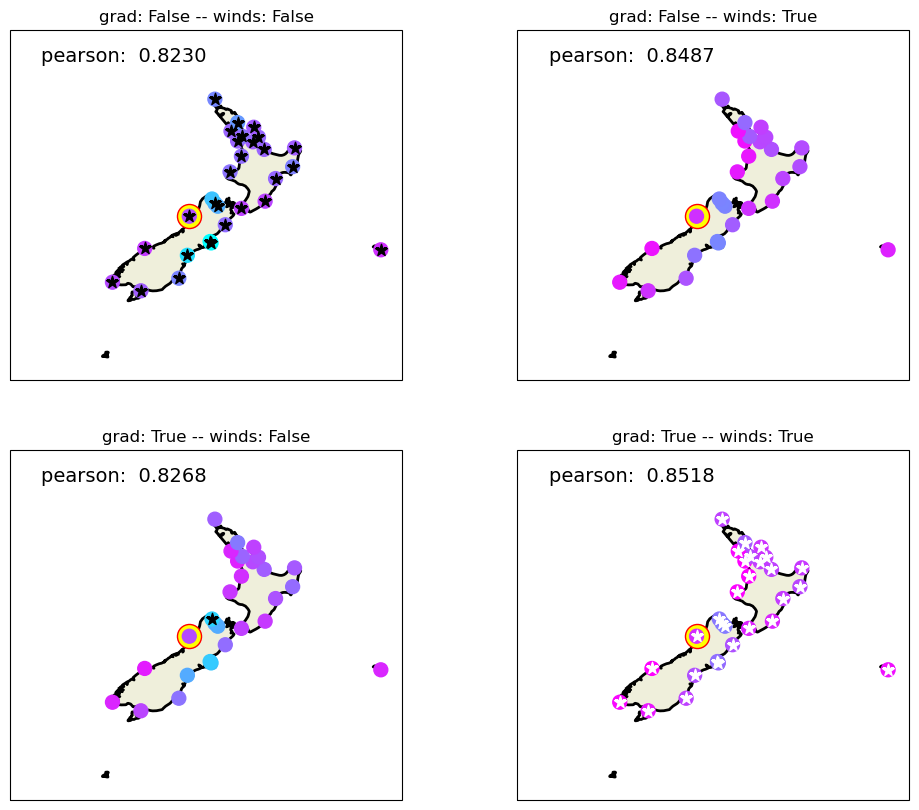 grad: False -- winds: False
grad: False -- winds: True
pearson:  0.8230
pearson:  0.8487
grad: True -- winds: False
grad: True -- winds: True
pearson:  0.8268
pearson:  0.8518